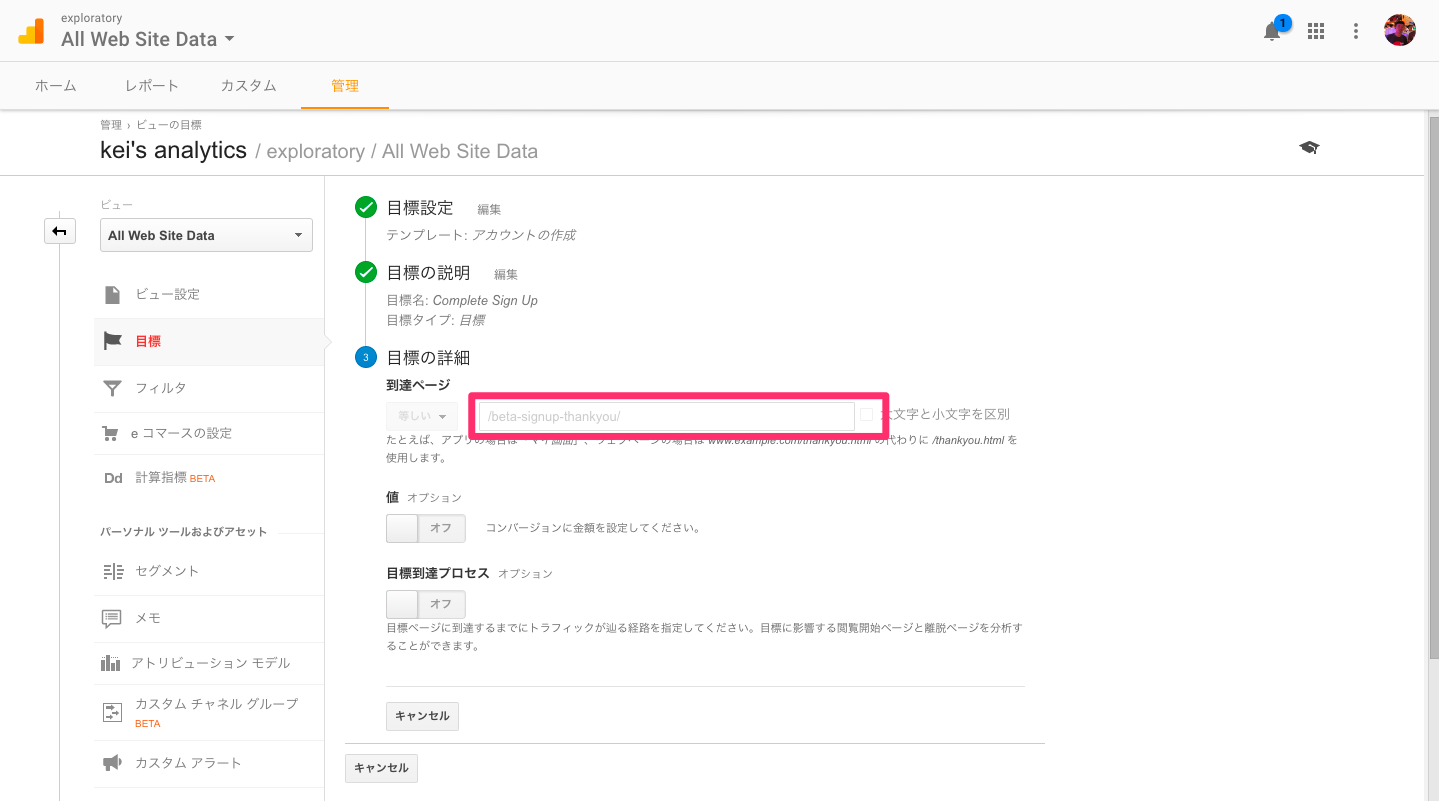 exploratory
All Web Site Data
1
ホーム レポート カスタム 管理
管理 › ビューの目標
kei's analytics / exploratory / All Web Site Data
ビュー
All Web Site Data
ビュー設定
目標
フィルタ
e コマースの設定
Dd 計算指標 BETA
パーソナル ツールおよびアセット
セグメント
メモ
アトリビューション モデル
カスタム チャネル グループ
BETA
カスタム アラート
目標設定 編集
テンプレート: アカウントの作成
目標の説明 編集
目標名: Complete Sign Up
目標タイプ: 目標
3 目標の詳細
到達ページ
等しい /beta-signup-thankyou/ 大文字と小文字を区別
たとえば、アプリの場合は「マイ画面」、ウェブページの場合は www.example.com/thankyou.html の代わりに /thankyou.html を
使用します。
値 オプション
オフ コンバージョンに金額を設定してください。
目標到達プロセス オプション
オフ
目標ページに到達するまでにトラフィックが辿る経路を指定してください。目標に影響する閲覧開始ページと離脱ページを分析す
ることができます。
キャンセル
キャンセル